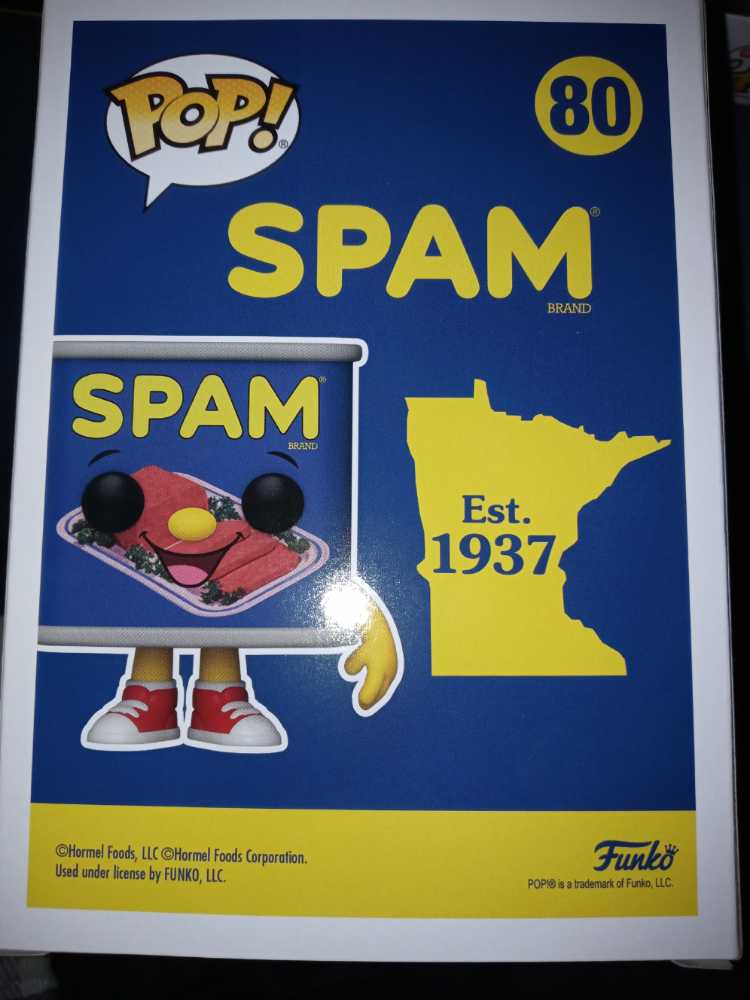 POP!®
80
SPAM®
BRAND
SPAM®
BRAND
Est.
1937
©Hormel Foods, LLC ©Hormel Foods Corporation.
Used under license by FUNKO, LLC.
Funko
POP!® is a trademark of Funko, LLC.